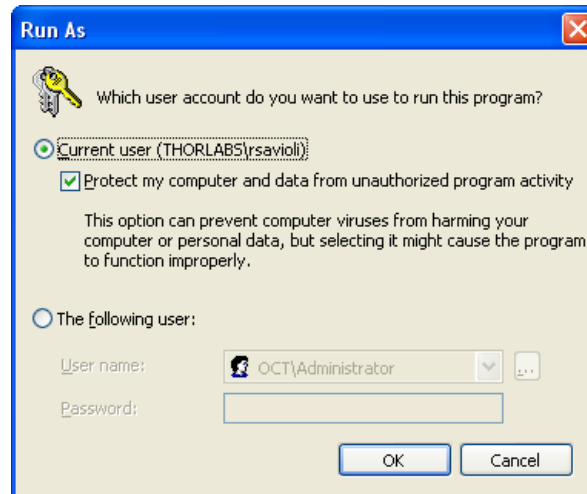 Run As
Which user account do you want to use to run this program?
Current user (THORLABS\rsavioli)
Protect my computer and data from unauthorized program activity
This option can prevent computer viruses from harming your
computer or personal data, but selecting it might cause the program
to function improperly.
The following user:
User name:
OCT\Administrator
...
Password:
OK
Cancel